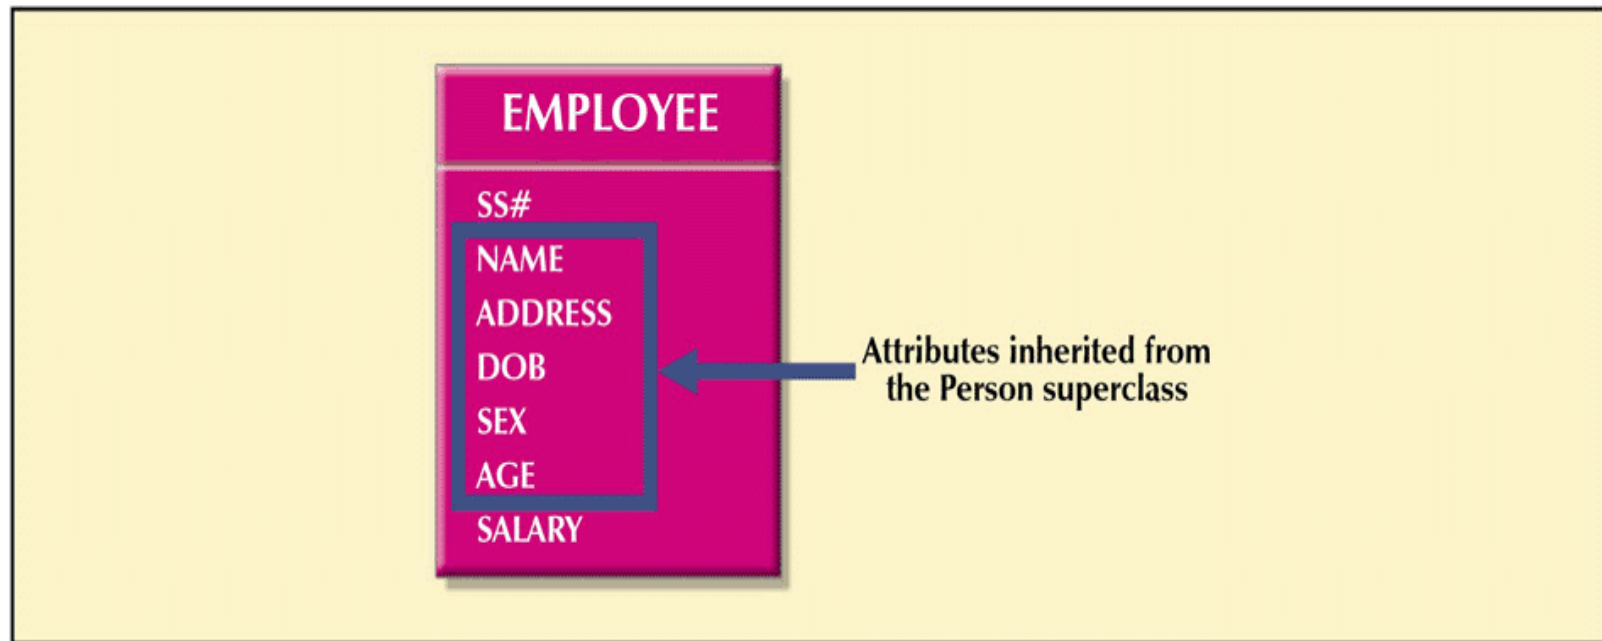 EMPLOYEE
SS#
NAME
ADDRESS
DOB
SEX
AGE
SALARY
Attributes inherited from
the Person superclass